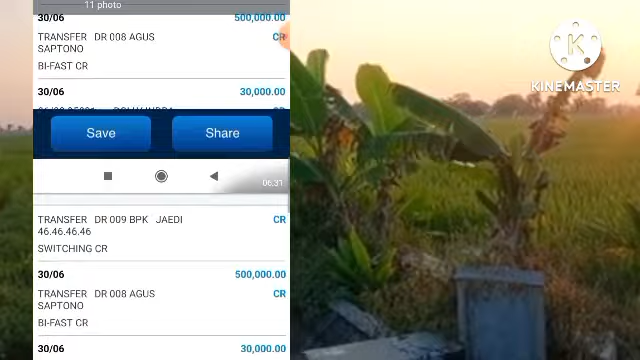 11 photo
30/06 500,000.00
TRANSFER DR 008 AGUS CR
SAPTONO
BI-FAST CR
30/06 30,000.00
CR
Save Share
06.31
TRANSFER DR 009 BPK JAEDI CR
46.46.46.46
SWITCHING CR
30/06 500,000.00
TRANSFER DR 008 AGUS CR
SAPTONO
BI-FAST CR
30/06 30,000.00
K
KINEMASTER